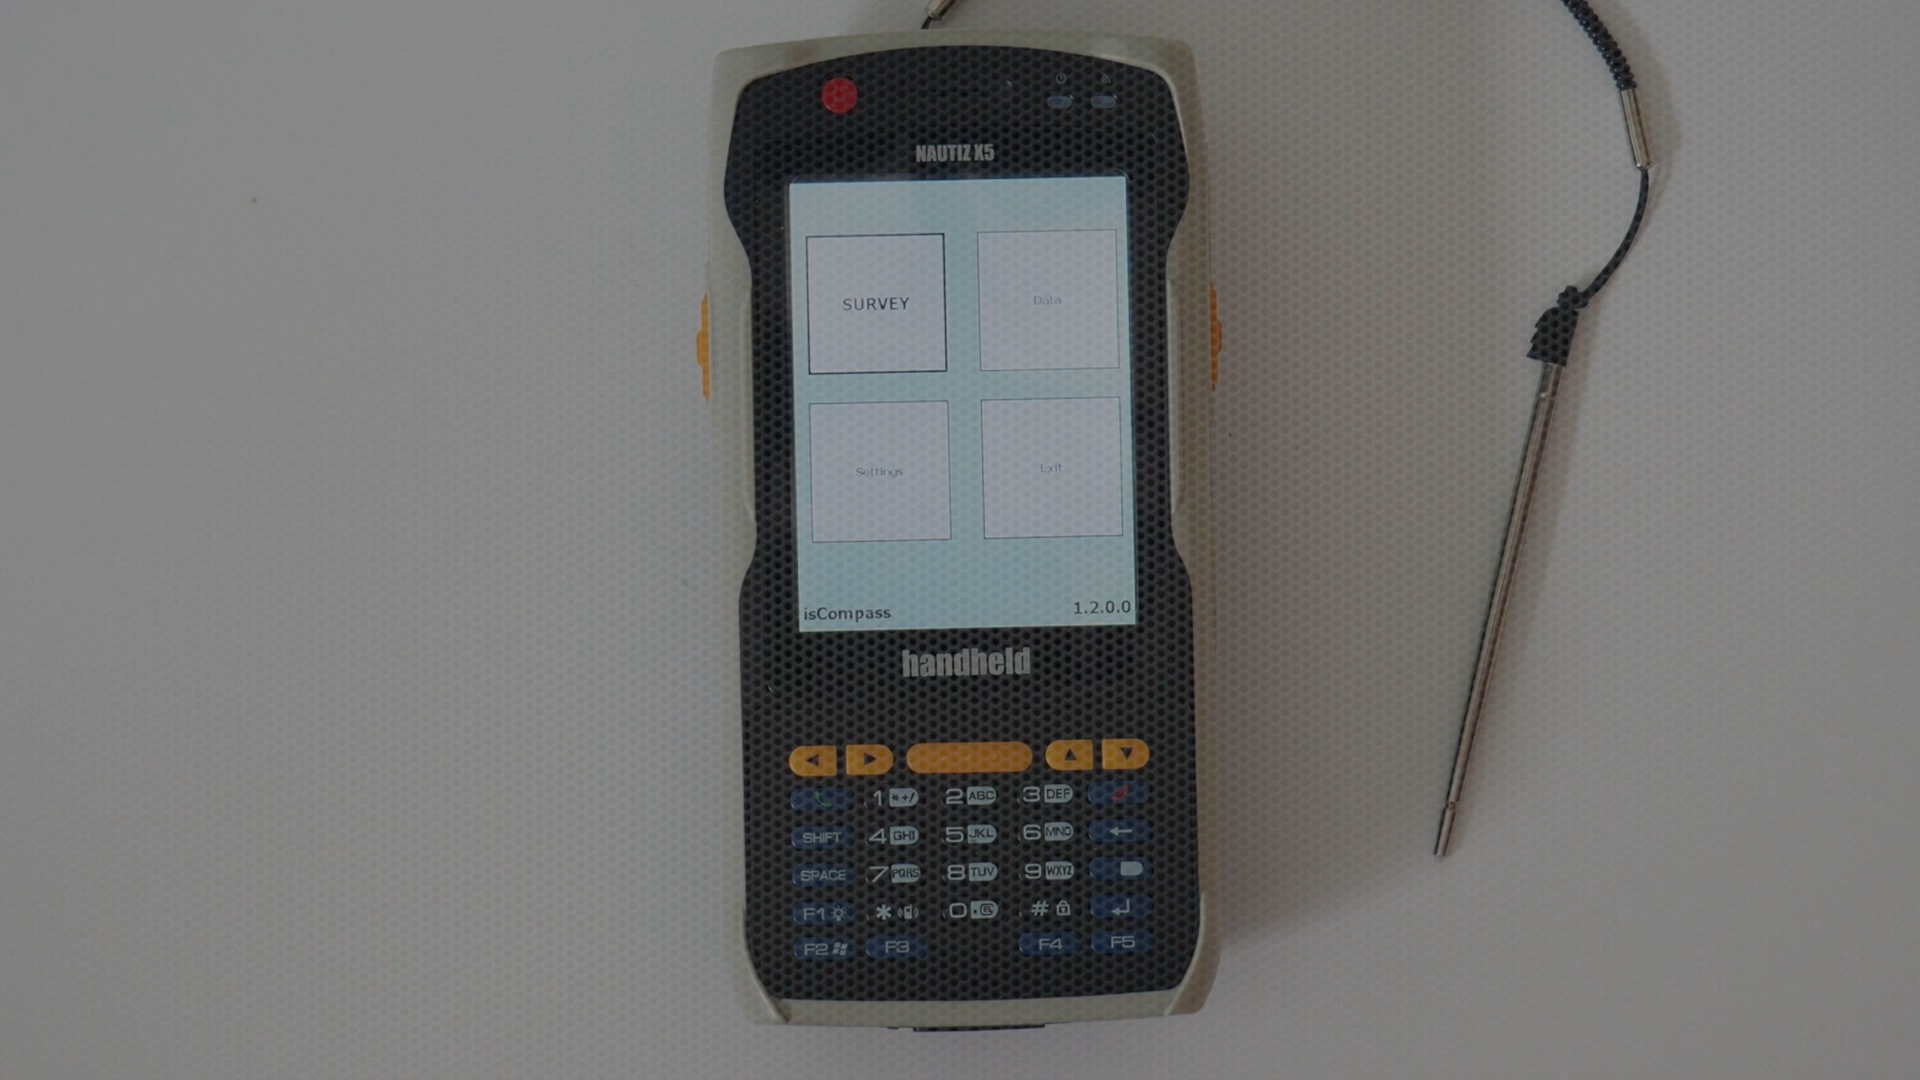 NAUTIZ X5
SURVEY
Data
Settings
Exit
isCompass 1.2.0.0
handheld
1 *+/ 2 ABC 3 DEF
SHIFT 4 GHI 5 JKL 6 MNO
SPACE 7 PQRS 8 TUV 9 WXYZ
F1 * 0 #
F2 F3 F4 F5